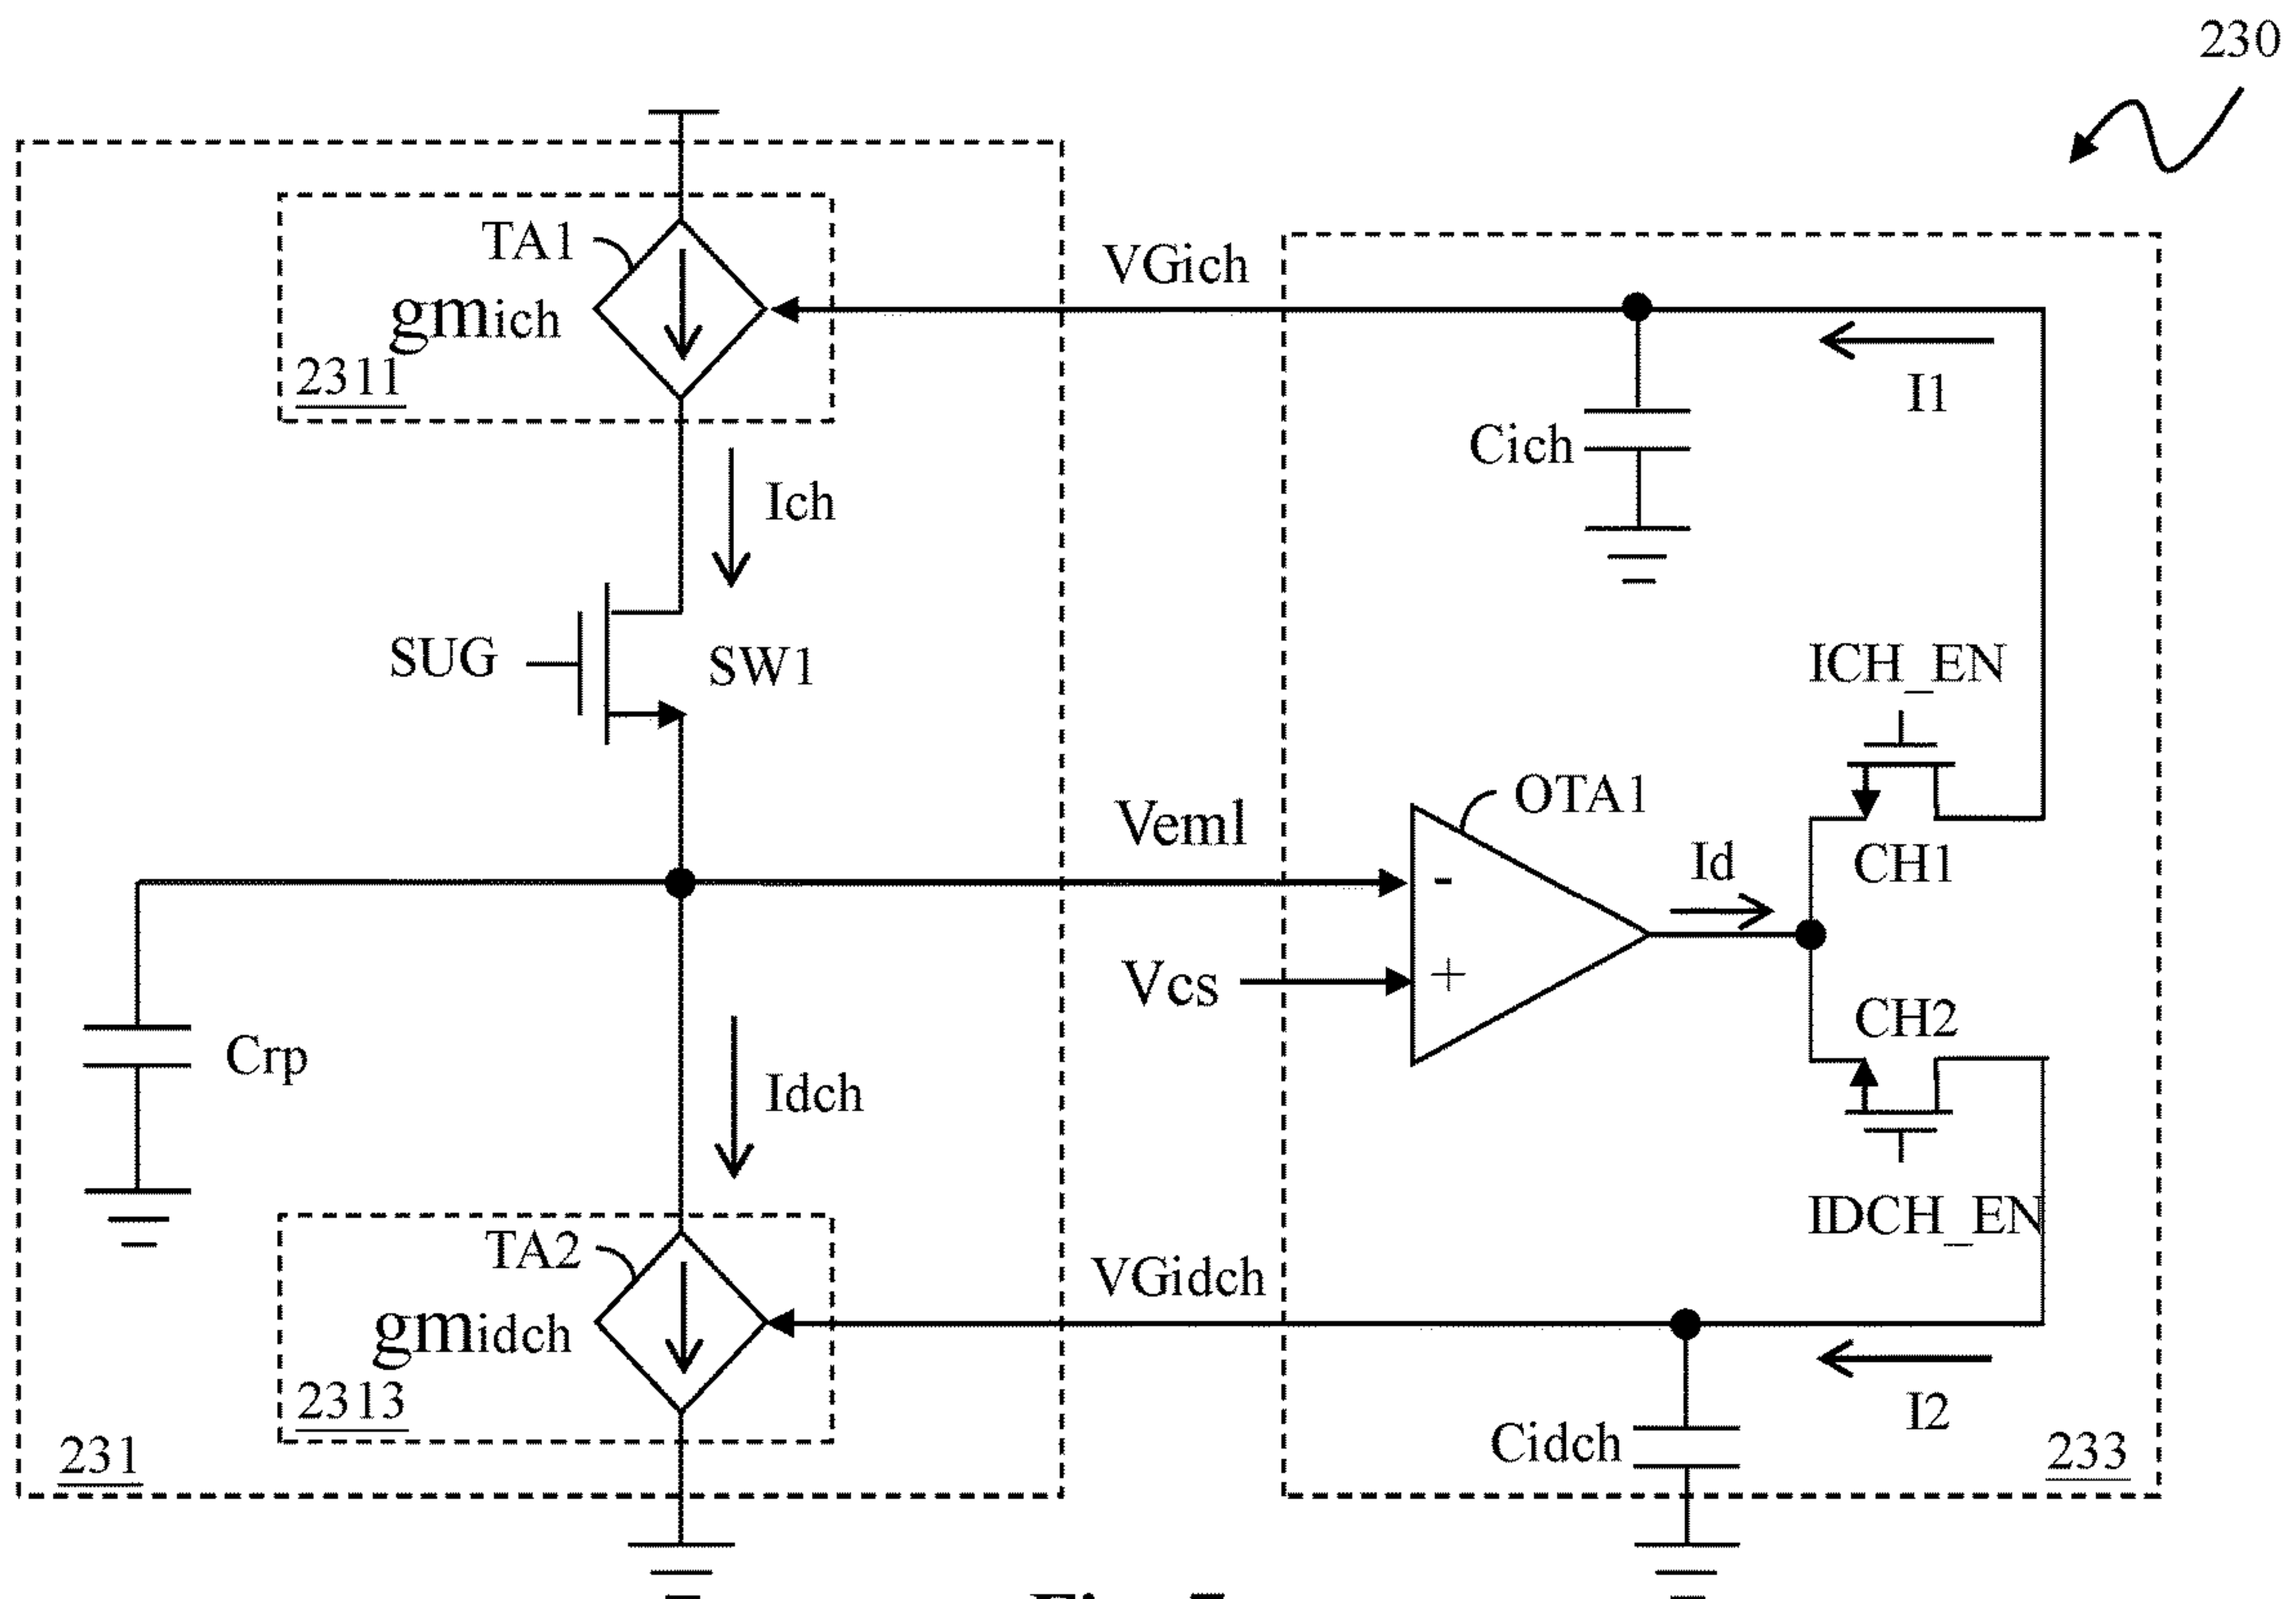 230
TA1
gmich
2311
VGich
I1
Cich
Ich
SUG
SW1
ICH_EN
CH1
Veml
OTA1
Id
-
+
Vcs
CH2
Crp
Idch
IDCH_EN
TA2
gmidch
2313
VGidch
I2
Cidch
231
233